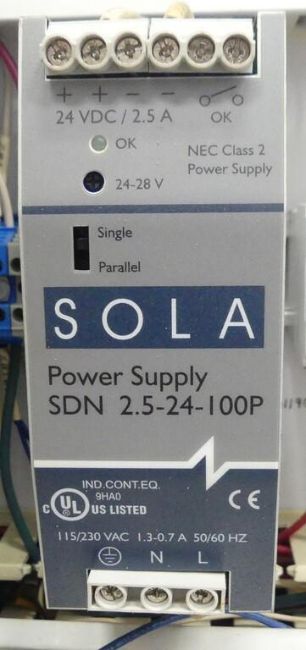 + + - -
24 VDC / 2.5 A
OK
OK
NEC Class 2
Power Supply
24-28 V
Single
Parallel
SOLA
Power Supply
SDN 2.5-24-100P
IND.CONT.EQ.
9HA0
c UL US LISTED
CE
115/230 VAC 1.3-0.7 A 50/60 HZ
N L